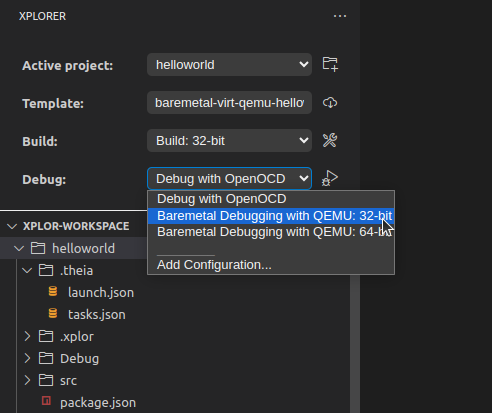 XPLORER
Active project: helloworld
Template: baremetal-virt-qemu-hello
Build: Build: 32-bit
Debug: Debug with OpenOCD
Debug with OpenOCD
Baremetal Debugging with QEMU: 32-bit
Baremetal Debugging with QEMU: 64-bit
Add Configuration...
XPLOR-WORKSPACE
helloworld
.theia
launch.json
tasks.json
.xplor
Debug
src
package.json